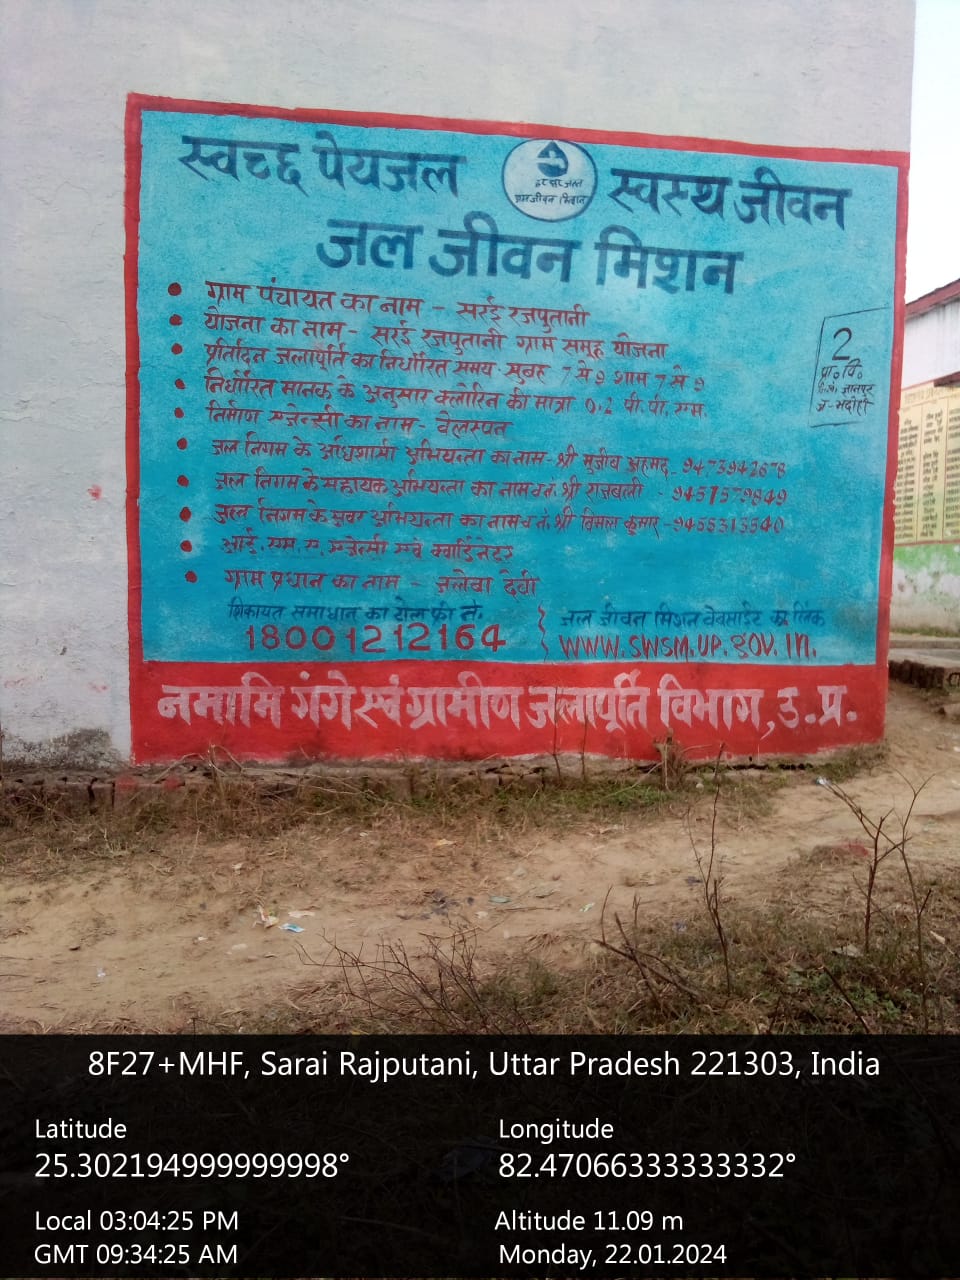 स्वच्छ पेयजल
हर घर जल
स्वस्थ जीवन
जल जीवन मिशन
• ग्राम पंचायत का नाम - सरई रजपुतानी
• योजना का नाम - सरई रजपुतानी ग्राम समूह योजना
• प्रतिदिन जलापूर्ति का निर्धारित समय - सुबह 7 से 9 शाम 7 से 9
• निर्धारित मानक के अनुसार क्लोरिन की मात्रा 0.2 पी.पी.एम.
• निर्माण एजेन्सी का नाम - वेलस्पन
• जल निगम के अधिशासी अभियन्ता का नाम - श्री मुजीब अहमद - 9473942678
• जल निगम के सहायक अभियन्ता का नाम व नं. श्री राजबली - 9451579849
• जल निगम के अवर अभियन्ता का नाम व नं. श्री विमल कुमार - 9455313540
• आई.एस.ए. एजेन्सी एवं क्वार्डिनेटर
• ग्राम प्रधान का नाम -  देवी
शिकायत समाधान का टोल फ्री नं.
18001212164
जल जीवन मिशन वेबसाईट का लिंक
WWW.SWSM.UP.GOV.IN.
नमामि गंगे एवं ग्रामीण जलापूर्ति विभाग, उ.प्र.
2
प्रा.वि.
ज-भदोही
8F27+MHF, Sarai Rajputani, Uttar Pradesh 221303, India
Latitude
25.302194999999998°
Longitude
82.47066333333332°
Local 03:04:25 PM
GMT 09:34:25 AM
Altitude 11.09 m
Monday, 22.01.2024